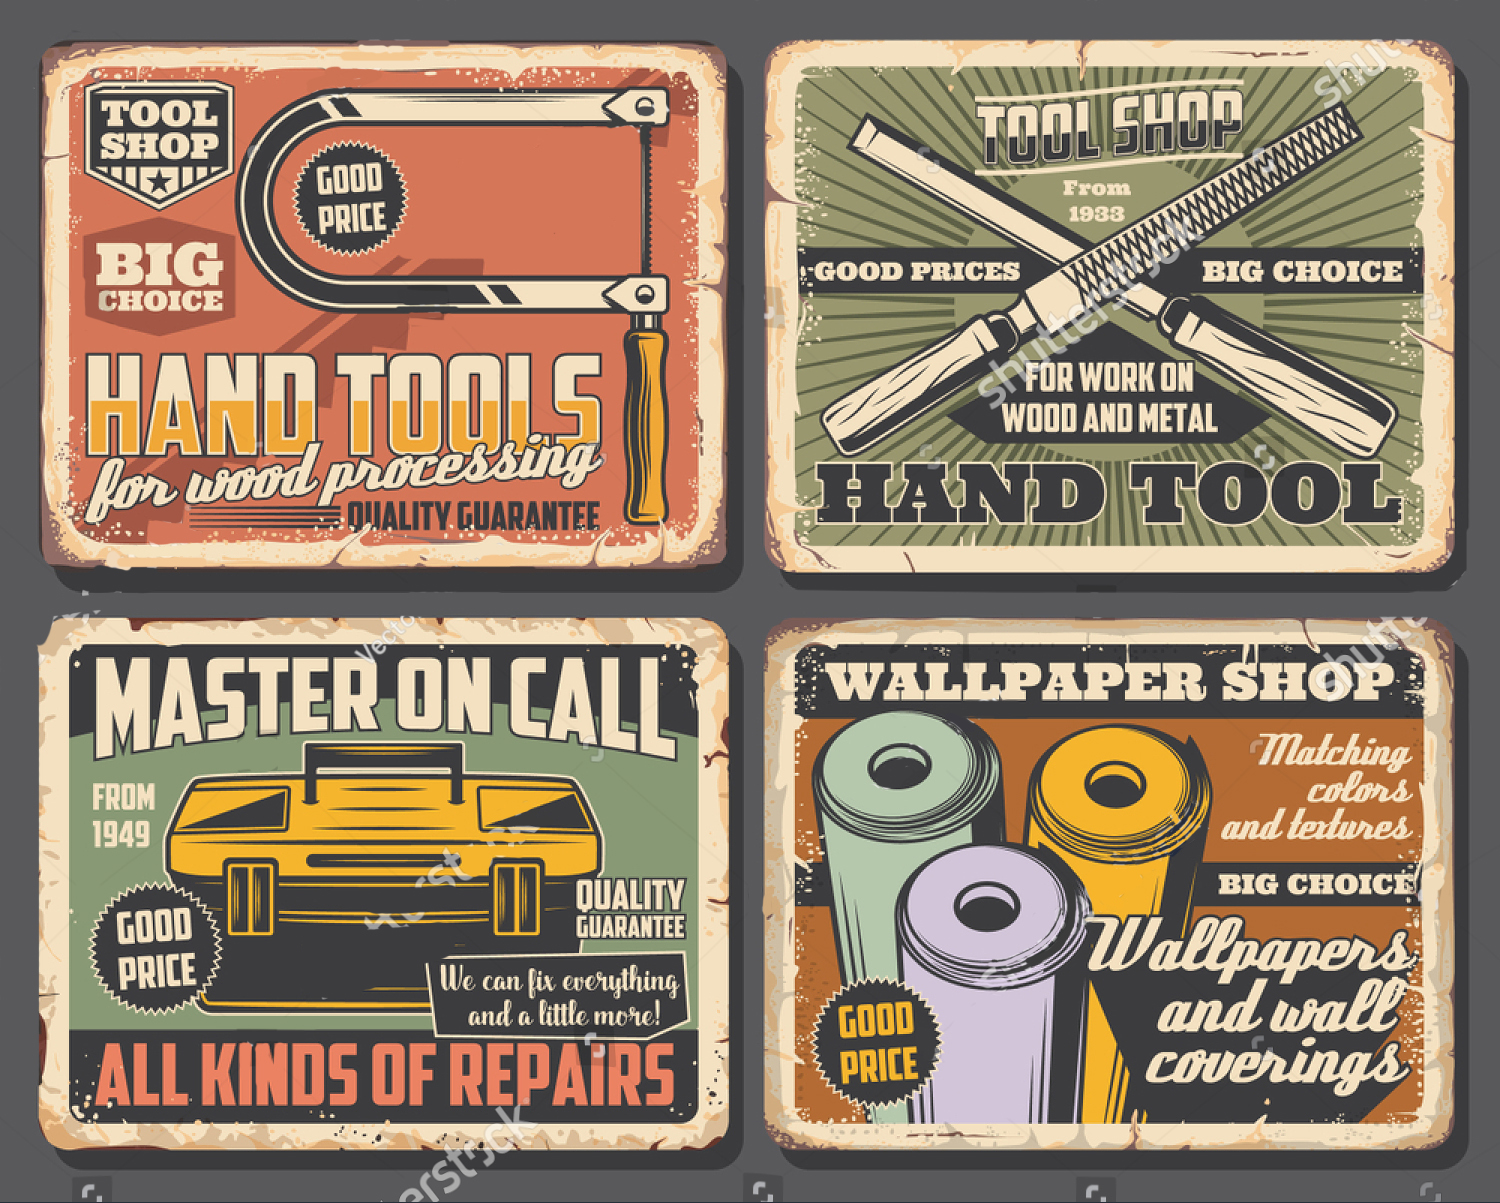 TOOL
SHOP
GOOD
PRICE
BIG
CHOICE
HAND TOOLS
for wood processing
QUALITY GUARANTEE
TOOL SHOP
From
1933
GOOD PRICES
BIG CHOICE
FOR WORK ON
WOOD AND METAL
HAND TOOL
shutterstock
MASTER ON CALL
FROM
1949
QUALITY
GUARANTEE
GOOD
PRICE
We can fix everything
and a little more!
ALL KINDS OF REPAIRS
WALLPAPER SHOP
Matching
colors
and textures
BIG CHOICE
Wallpapers
and wall
coverings
GOOD
PRICE